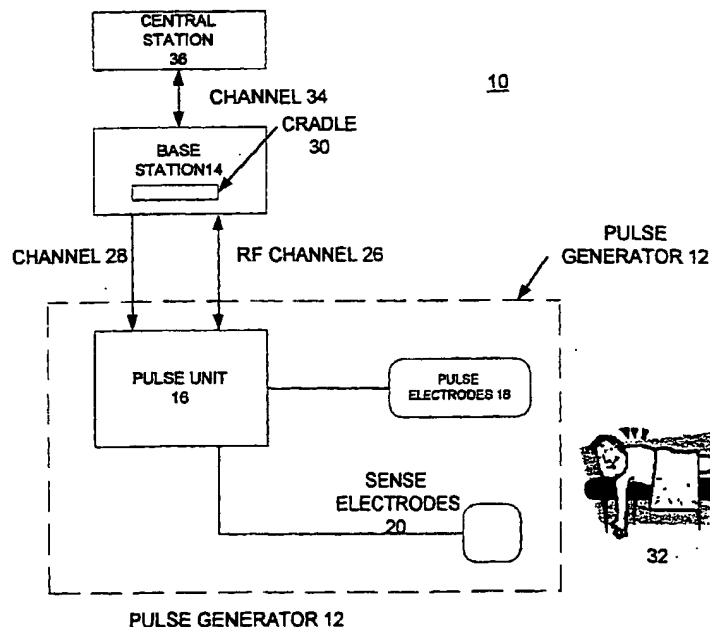 CENTRAL
STATION
36
10
CHANNEL 34
CRADLE
30
BASE
STATION14
CHANNEL 28
RF CHANNEL 26
PULSE
GENERATOR 12
PULSE UNIT
16
PULSE
ELECTRODES 18
SENSE
ELECTRODES
20
32
PULSE GENERATOR 12